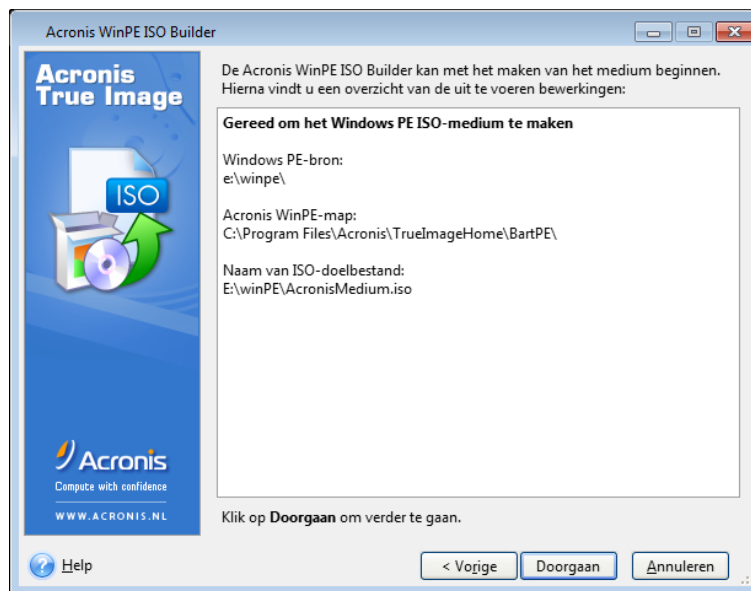 Acronis WinPE ISO Builder
Acronis
True Image
ISO
Acronis
Compute with confidence
WWW.ACRONIS.NL
De Acronis WinPE ISO Builder kan met het maken van het medium beginnen.
Hierna vindt u een overzicht van de uit te voeren bewerkingen:
Gereed om het Windows PE ISO-medium te maken
Windows PE-bron:
e:\winpe\
Acronis WinPE-map:
C:\Program Files\Acronis\TrueImageHome\BartPE\
Naam van ISO-doelbestand:
E:\winPE\AcronisMedium.iso
Klik op Doorgaan om verder te gaan.
Help
< Vorige
Doorgaan
Annuleren